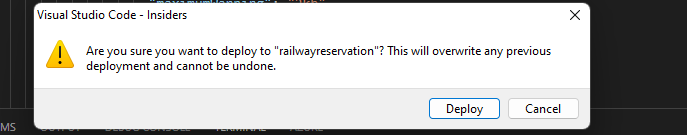 Visual Studio Code - Insiders
Are you sure you want to deploy to "railwayreservation"? This will overwrite any previous
deployment and cannot be undone.
Deploy
Cancel